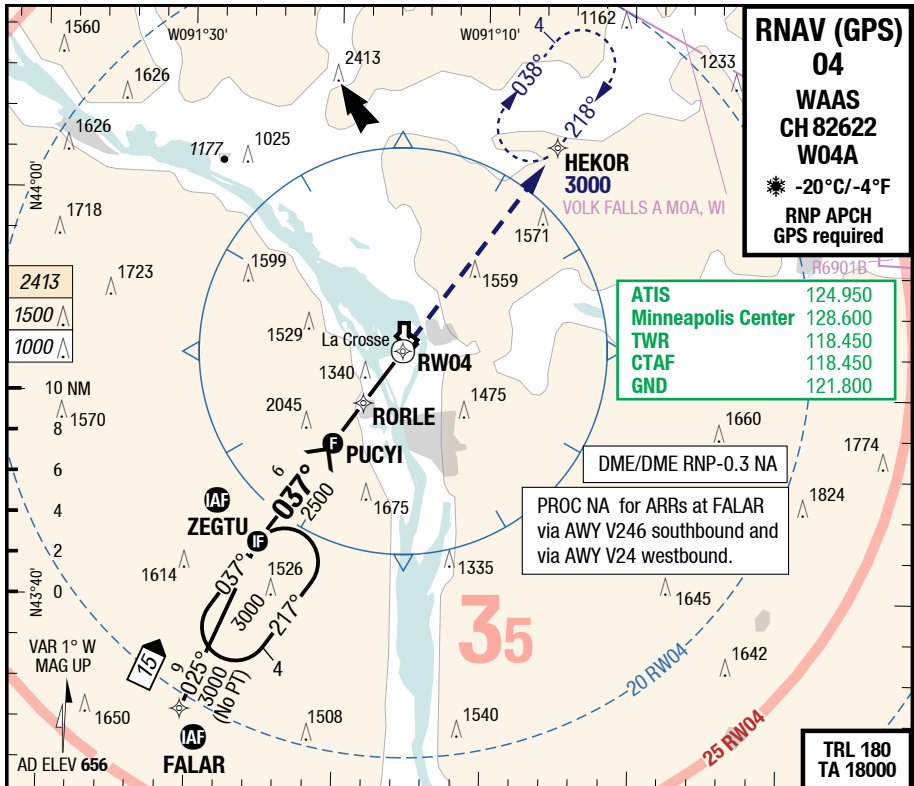 1560
W091°30'
W091°10'
4
1162
RNAV (GPS)
04
WAAS
CH 82622
W04A
-20°C/-4°F
RNP APCH
GPS required
1626
2413
1233
038°
218°
1626
1177
1025
HEKOR
3000
VOLK FALLS A MOA, WI
N44°00'
1718
1571
R6901B
1723
1599
1559
2413
1500
1000
ATIS 124.950
Minneapolis Center 128.600
TWR 118.450
CTAF 118.450
GND 121.800
1529
La Crosse
RW04
1340
10 NM
1570
2045
RORLE
1475
8
F
PUCYI
1660
1774
6
6
037°
2500
DME/DME RNP-0.3 NA
1675
1824
4
IAF
ZEGTU
IF
PROC NA for ARRs at FALAR
via AWY V246 southbound and
via AWY V24 westbound.
2
1614
037°
1526
1335
0
N43°40'
3000
217°
35
1645
VAR 1° W
MAG UP
15
9
025°
3000
(No PT)
4
20 RW04
1642
1650
1508
1540
25 RW04
IAF
FALAR
AD ELEV 656
TRL 180
TA 18000